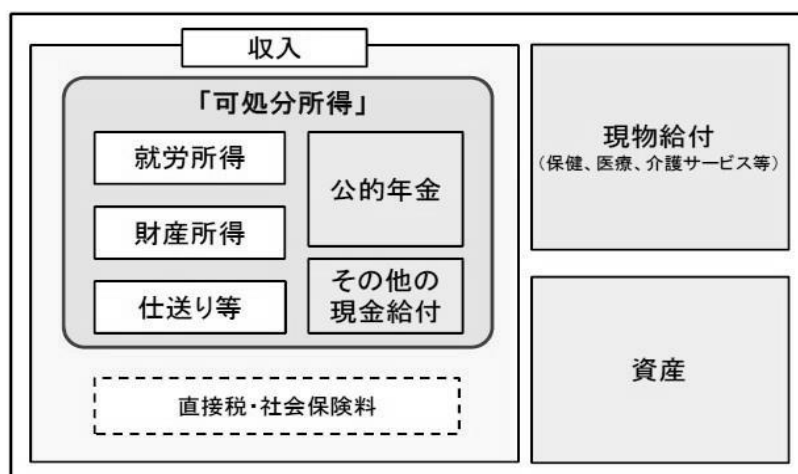 収入
「可処分所得」
就労所得
財産所得
仕送り等
公的年金
その他の
現金給付
直接税・社会保険料
現物給付
（保健、医療、介護サービス等）
資産